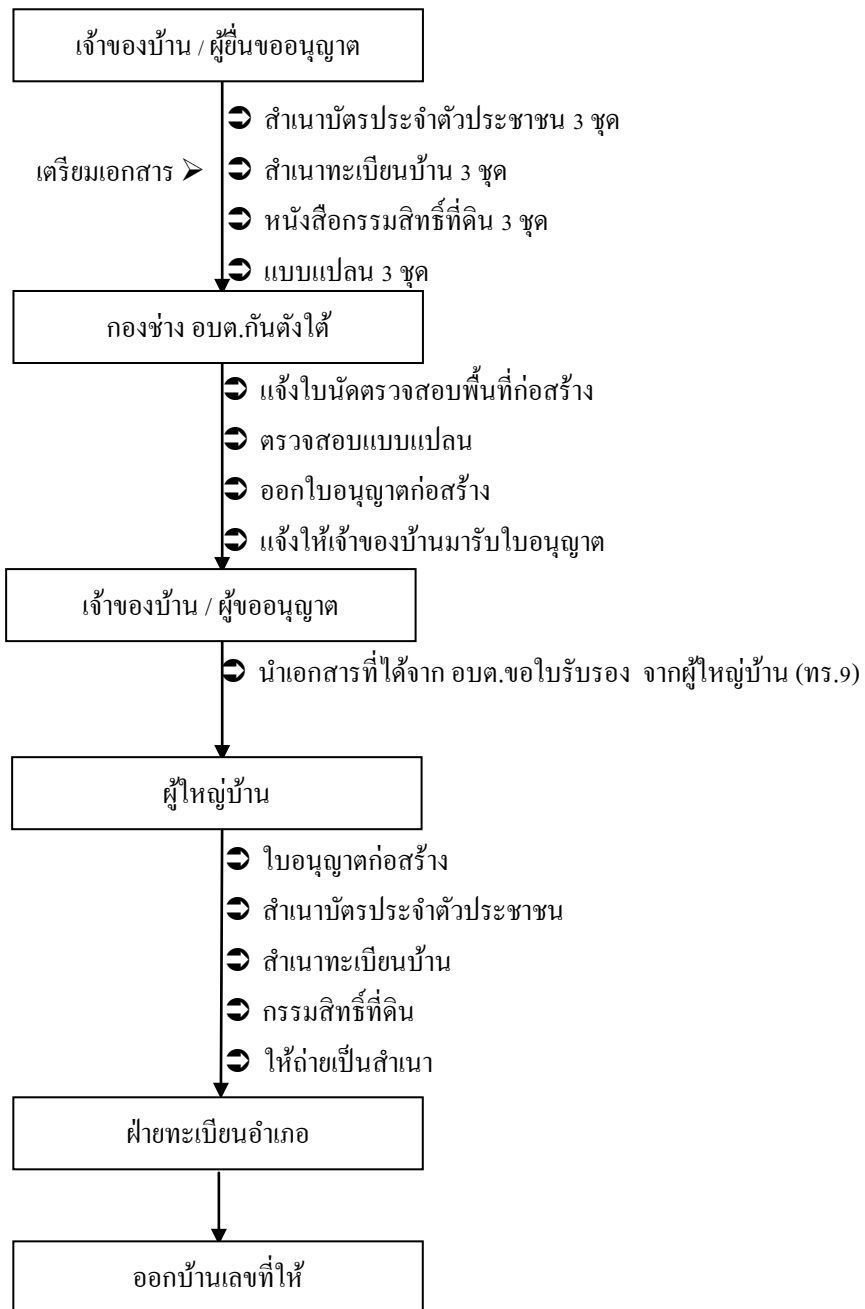 เจ้าของบ้าน / ผู้ยื่นขออนุญาต
สำเนาบัตรประจำตัวประชาชน 3 ชุด
เตรียมเอกสาร ➢ สำเนาทะเบียนบ้าน 3 ชุด
หนังสือกรรมสิทธิ์ที่ดิน 3 ชุด
แบบแปลน 3 ชุด
กองช่าง อบต.กันตังใต้
แจ้งใบนัดตรวจสอบพื้นที่ก่อสร้าง
ตรวจสอบแบบแปลน
ออกใบอนุญาตก่อสร้าง
แจ้งให้เจ้าของบ้านมารับใบอนุญาต
เจ้าของบ้าน / ผู้ขออนุญาต
นำเอกสารที่ได้จาก อบต.ขอใบรับรอง จากผู้ใหญ่บ้าน (ทร.9)
ผู้ใหญ่บ้าน
ใบอนุญาตก่อสร้าง
สำเนาบัตรประจำตัวประชาชน
สำเนาทะเบียนบ้าน
กรรมสิทธิ์ที่ดิน
ให้ถ่ายเป็นสำเนา
ฝ่ายทะเบียนอำเภอ
ออกบ้านเลขที่ให้